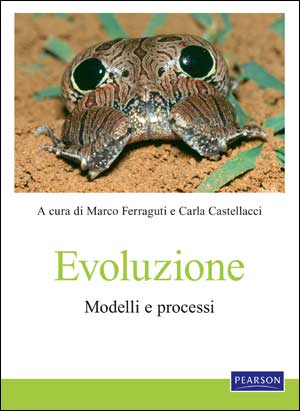 A cura di Marco Ferraguti e Carla Castellacci
Evoluzione
Modelli e processi
PEARSON